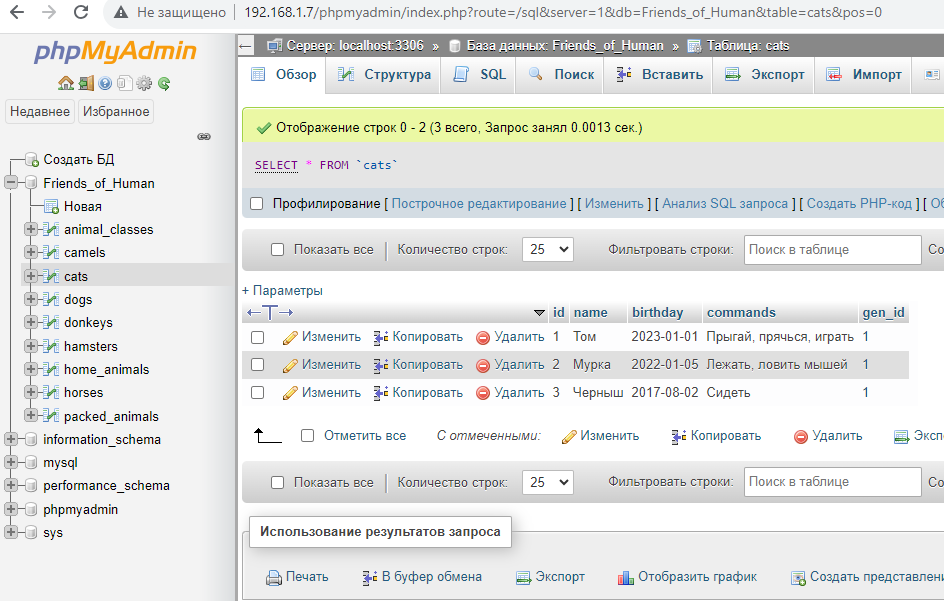 Не защищено 192.168.1.7/phpmyadmin/index.php?route=/sql&server=1&db=Friends_of_Human&table=cats&pos=0
phpMyAdmin
Недавнее Избранное
Создать БД
Friends_of_Human
Новая
animal_classes
camels
cats
dogs
donkeys
hamsters
home_animals
horses
packed_animals
information_schema
mysql
performance_schema
phpmyadmin
sys
Сервер: localhost:3306 » База данных: Friends_of_Human » Таблица: cats
Обзор Структура SQL Поиск Вставить Экспорт Импорт
Отображение строк 0 - 2 (3 всего, Запрос занял 0.0013 сек.)
SELECT * FROM `cats`
Профилирование [ Построчное редактирование ] [ Изменить ] [ Анализ SQL запроса ] [ Создать PHP-код ] [ Об
Показать все Количество строк: 25 Фильтровать строки: Поиск в таблице Со
+ Параметры
←T→ id name birthday commands gen_id
Изменить Копировать Удалить 1 Том 2023-01-01 Прыгай, прячься, играть 1
Изменить Копировать Удалить 2 Мурка 2022-01-05 Лежать, ловить мышей 1
Изменить Копировать Удалить 3 Черныш 2017-08-02 Сидеть 1
Отметить все С отмеченными: Изменить Копировать Удалить Эксп
Показать все Количество строк: 25 Фильтровать строки: Поиск в таблице Со
Использование результатов запроса
Печать В буфер обмена Экспорт Отобразить график Создать представлени